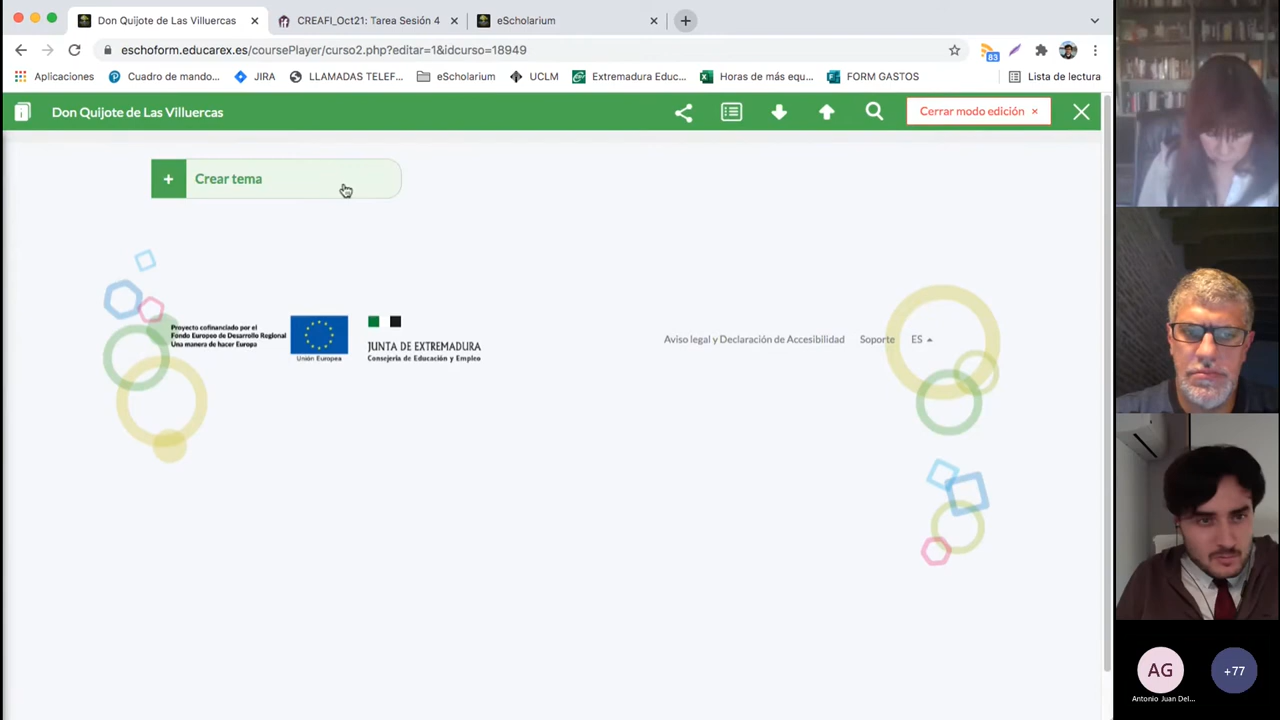 Don Quijote de Las Villuercas
CREAFI_Oct21: Tarea Sesión 4
eScholarium
eschoform.educarex.es/coursePlayer/curso2.php?editar=1&idcurso=18949
83
Aplicaciones
Cuadro de mando...
JIRA
LLAMADAS TELEF...
eScholarium
UCLM
Extremadura Educ...
Horas de más equ...
FORM GASTOS
Lista de lectura
Don Quijote de Las Villuercas
Cerrar modo edición ×
+ Crear tema
Proyecto cofinanciado por el
Fondo Europeo de Desarrollo Regional
Una manera de hacer Europa
Unión Europea
JUNTA DE EXTREMADURA
Consejería de Educación y Empleo
Aviso legal y Declaración de Accesibilidad
Soporte
ES
AG
+77
Antonio Juan Del...